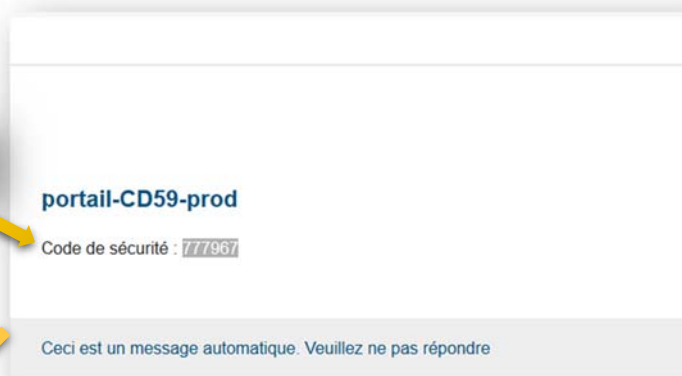 portail-CD59-prod
Code de sécurité : 777967
Ceci est un message automatique. Veuillez ne pas répondre